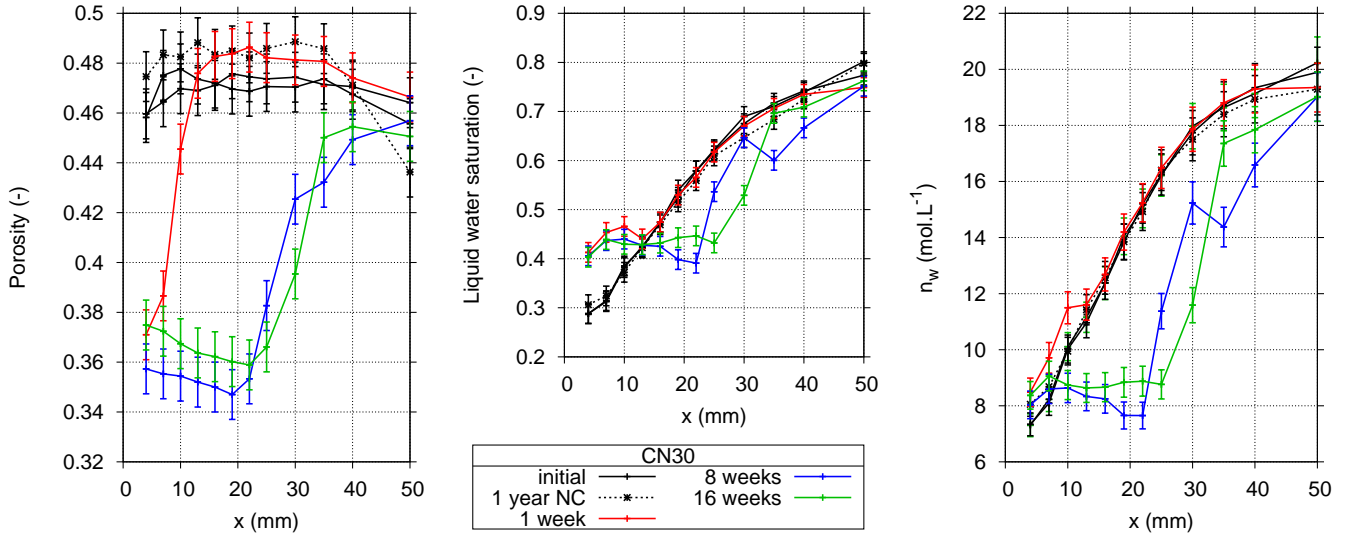 Porosity (-)
0.5
0.48
0.46
0.44
0.42
0.4
0.38
0.36
0.34
0.32
0 10 20 30 40 50
x (mm)
Liquid water saturation (-)
0.9
0.8
0.7
0.6
0.5
0.4
0.3
0.2
0 10 20 30 40 50
x (mm)
n_w (mol.L^-1)
22
20
18
16
14
12
10
8
6
0 10 20 30 40 50
x (mm)
CN30
initial
1 year NC
1 week
8 weeks
16 weeks